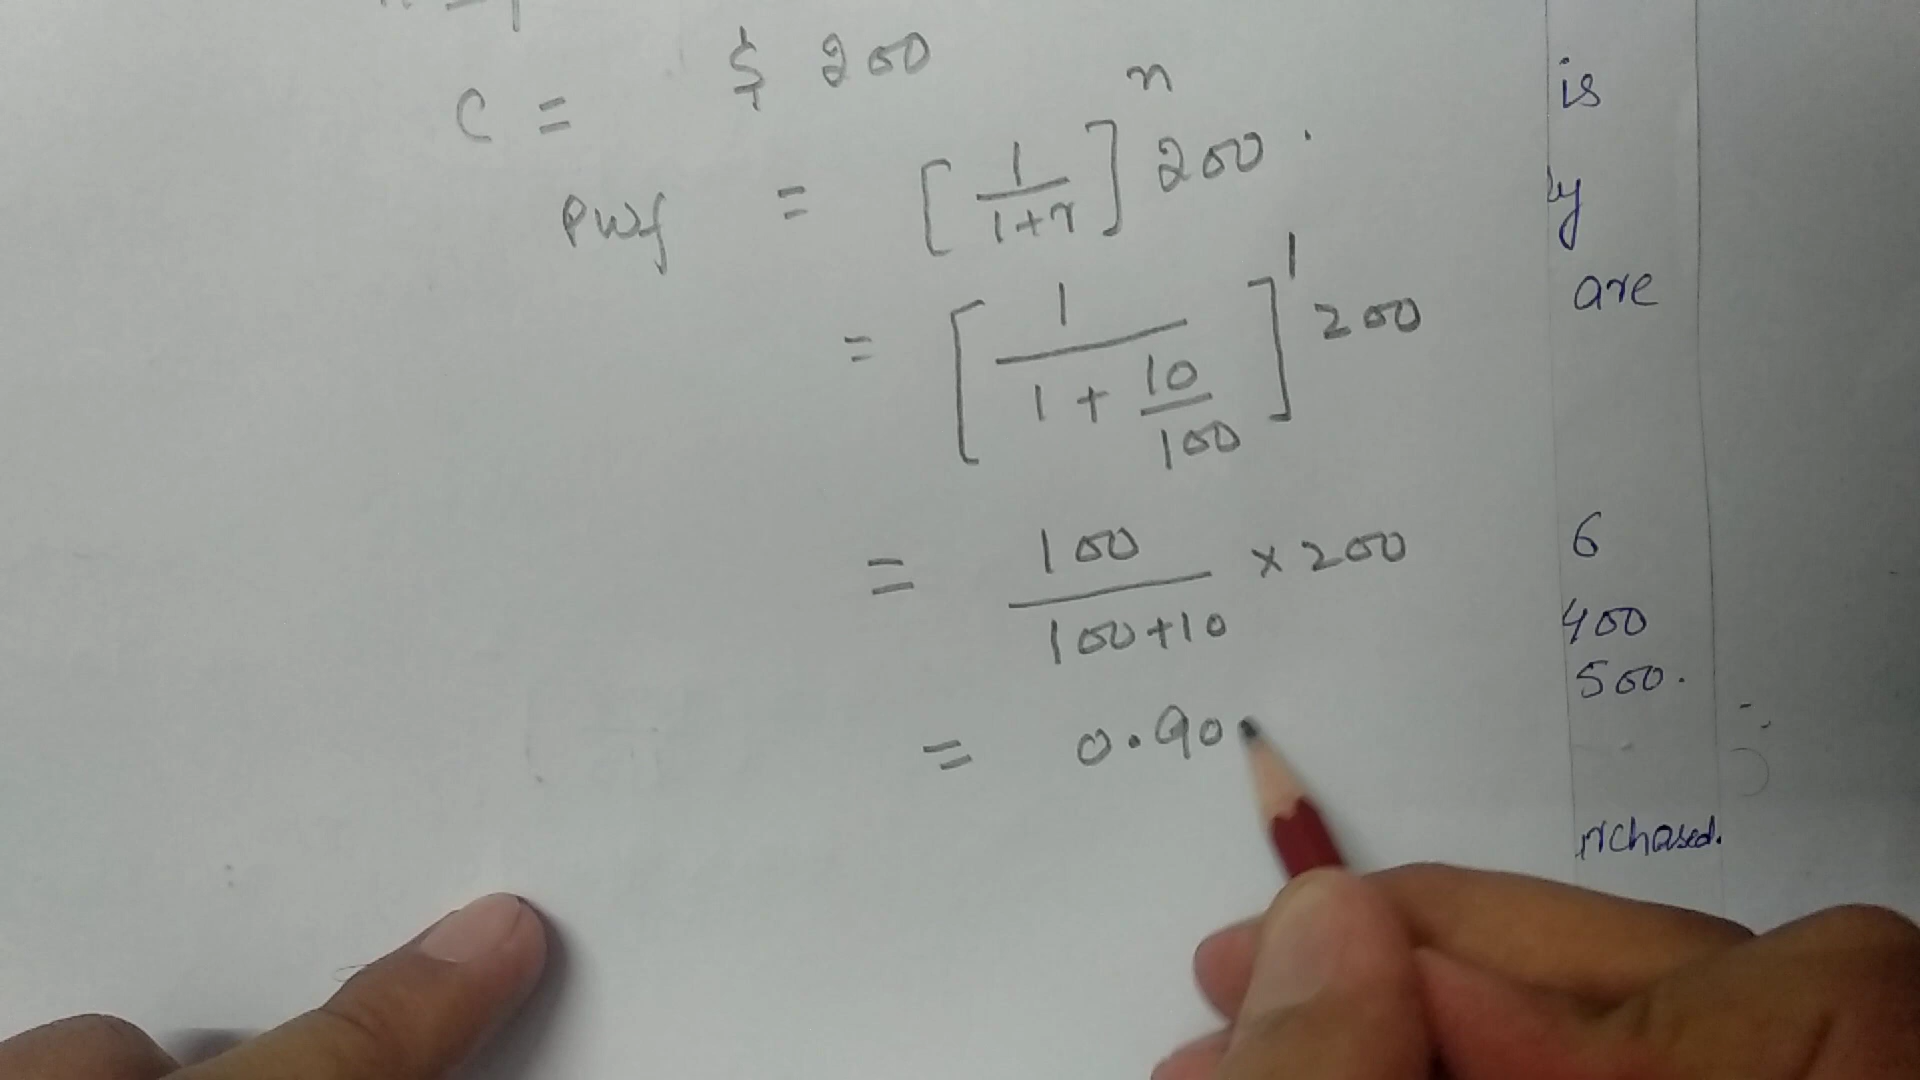 C = $ 200
PWf = [1/1+r]^n 200.
= [1/1 + 10/100]^1 200
= 100/100+10 × 200
= 0.90
is
by
are
6
400
500.
rchased.